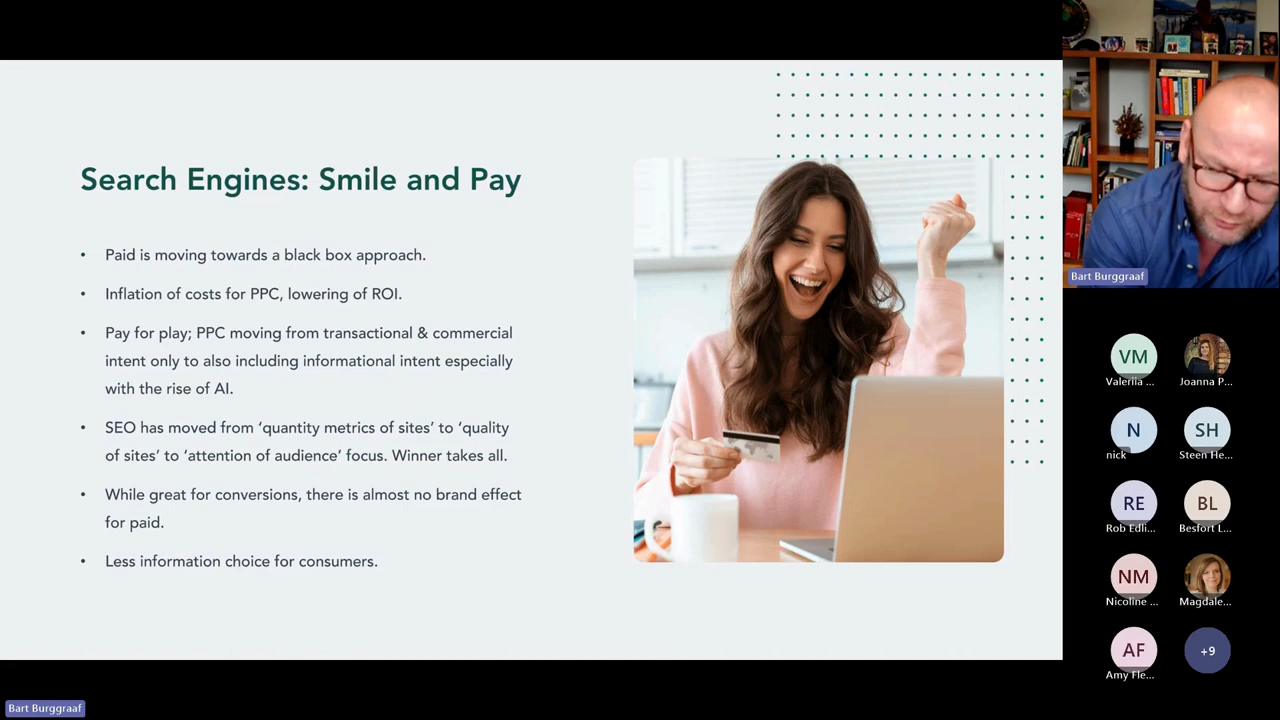 Search Engines: Smile and Pay
• Paid is moving towards a black box approach.
• Inflation of costs for PPC, lowering of ROI.
• Pay for play; PPC moving from transactional & commercial
intent only to also including informational intent especially
with the rise of AI.
• SEO has moved from ‘quantity metrics of sites’ to ‘quality
of sites’ to ‘attention of audience’ focus. Winner takes all.
• While great for conversions, there is almost no brand effect
for paid.
• Less information choice for consumers.
Bart Burggraaf
VM
Valeriia ...
Joanna P...
N
nick
SH
Steen He...
RE
Rob Edli...
BL
Besfort L...
NM
Nicoline ...
Magdale...
AF
Amy Fle...
+9
Bart Burggraaf